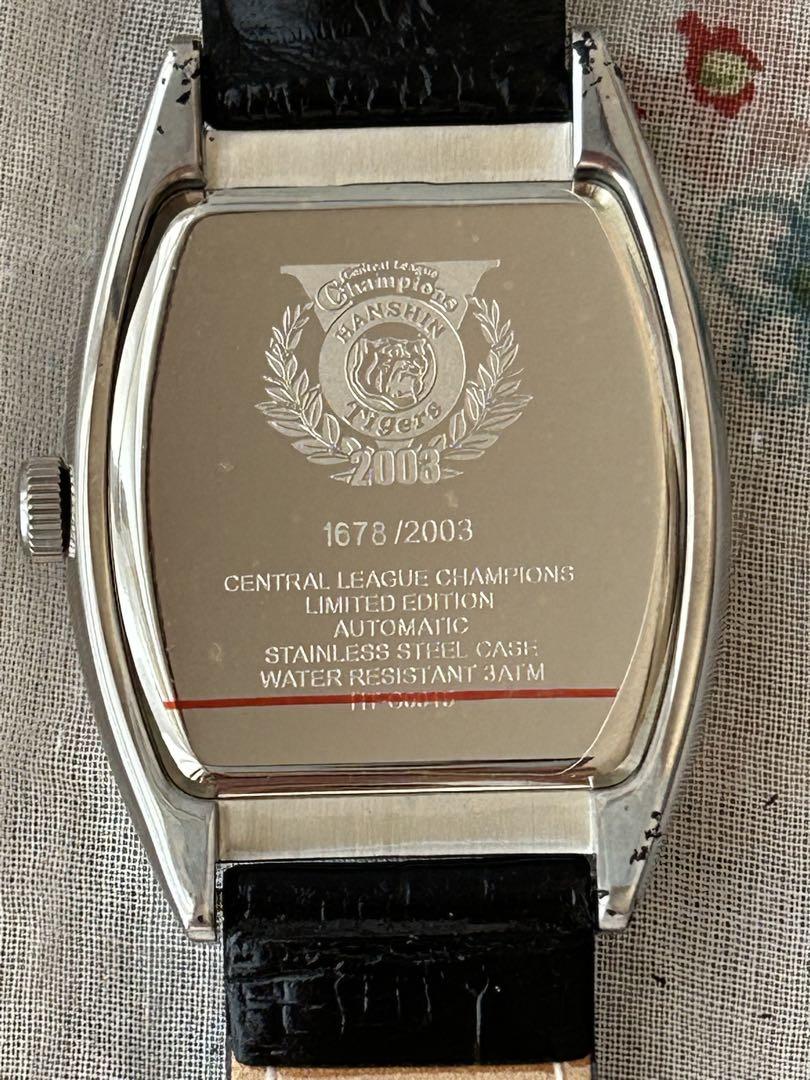 Central League
Champions
HANSHIN
Tigers
2003
1678/2003
CENTRAL LEAGUE CHAMPIONS
LIMITED EDITION
AUTOMATIC
STAINLESS STEEL CASE
WATER RESISTANT 3ATM